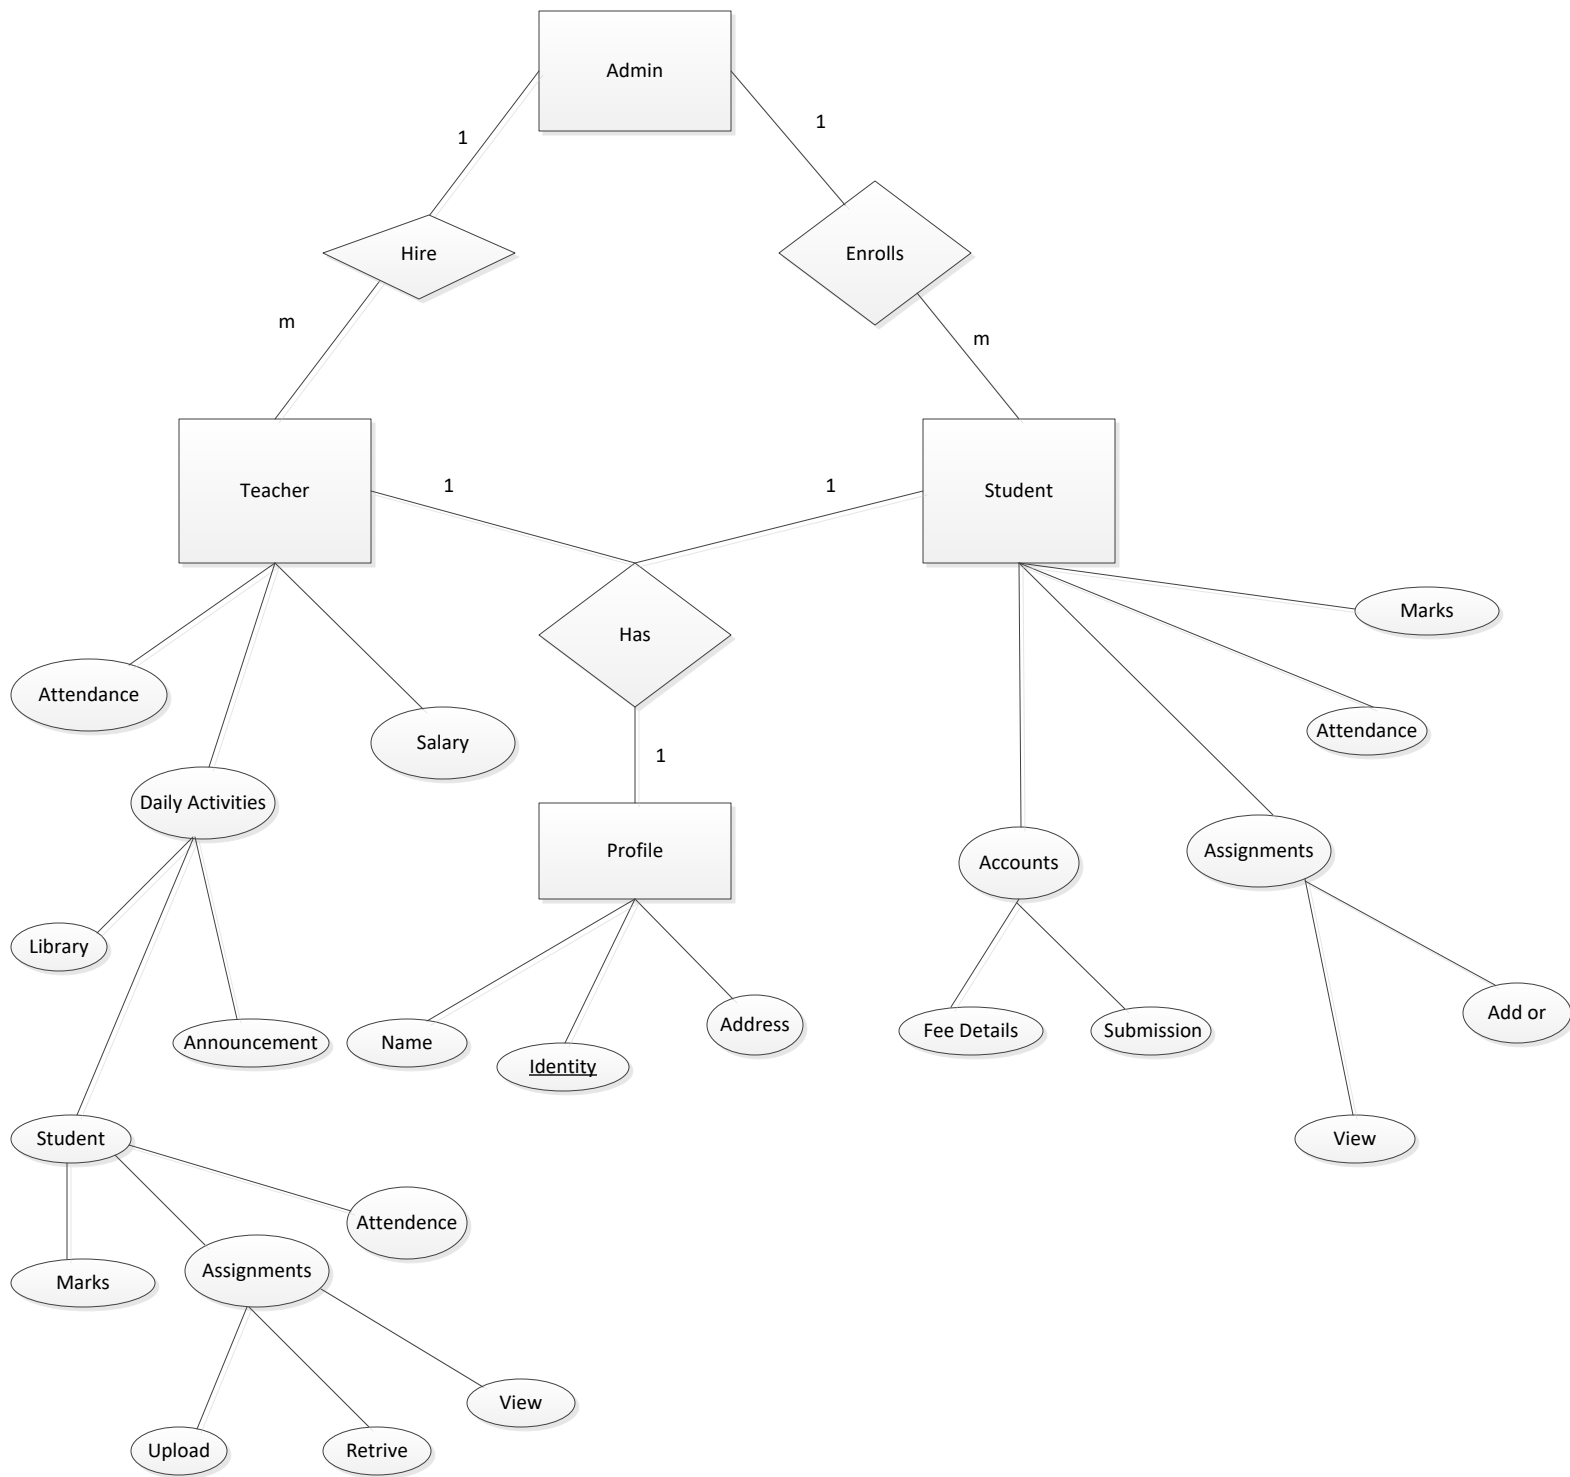 Admin
1
1
Hire
Enrolls
m
m
Teacher
1
1
Student
Marks
Has
Attendance
Attendance
Salary
1
Daily Activities
Profile
Accounts
Assignments
Library
Name
Identity
Address
Announcement
Fee Details
Submission
Add or
Student
View
Attendence
Marks
Assignments
View
Upload
Retrive